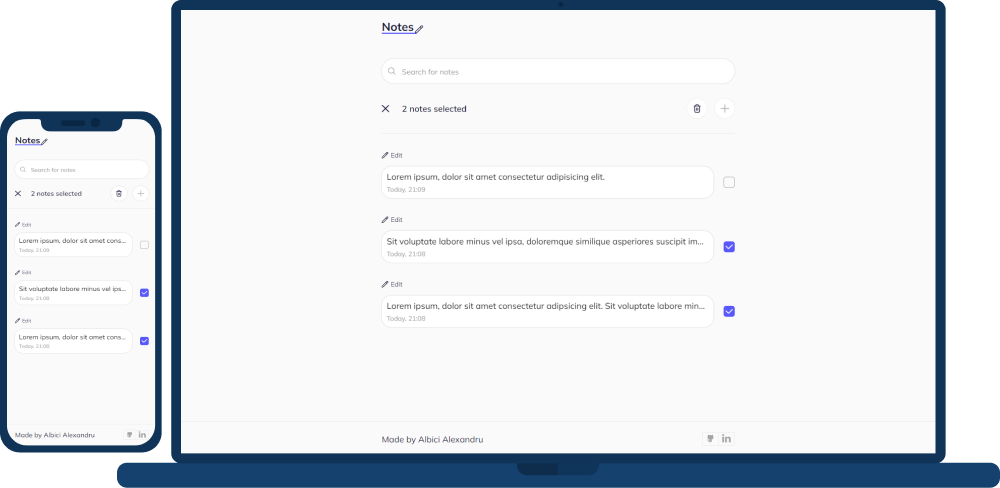 Notes
Search for notes
2 notes selected
Edit
Lorem ipsum, dolor sit amet cons...
Today, 21:09
Edit
Sit voluptate labore minus vel ips...
Today, 21:08
Edit
Lorem ipsum, dolor sit amet cons...
Today, 21:08
Made by Albici Alexandru
in
Notes
Search for notes
2 notes selected
Edit
Lorem ipsum, dolor sit amet consectetur adipisicing elit.
Today, 21:09
Edit
Sit voluptate labore minus vel ipsa, doloremque similique asperiores suscipit im...
Today, 21:08
Edit
Lorem ipsum, dolor sit amet consectetur adipisicing elit. Sit voluptate labore min...
Today, 21:08
Made by Albici Alexandru
in